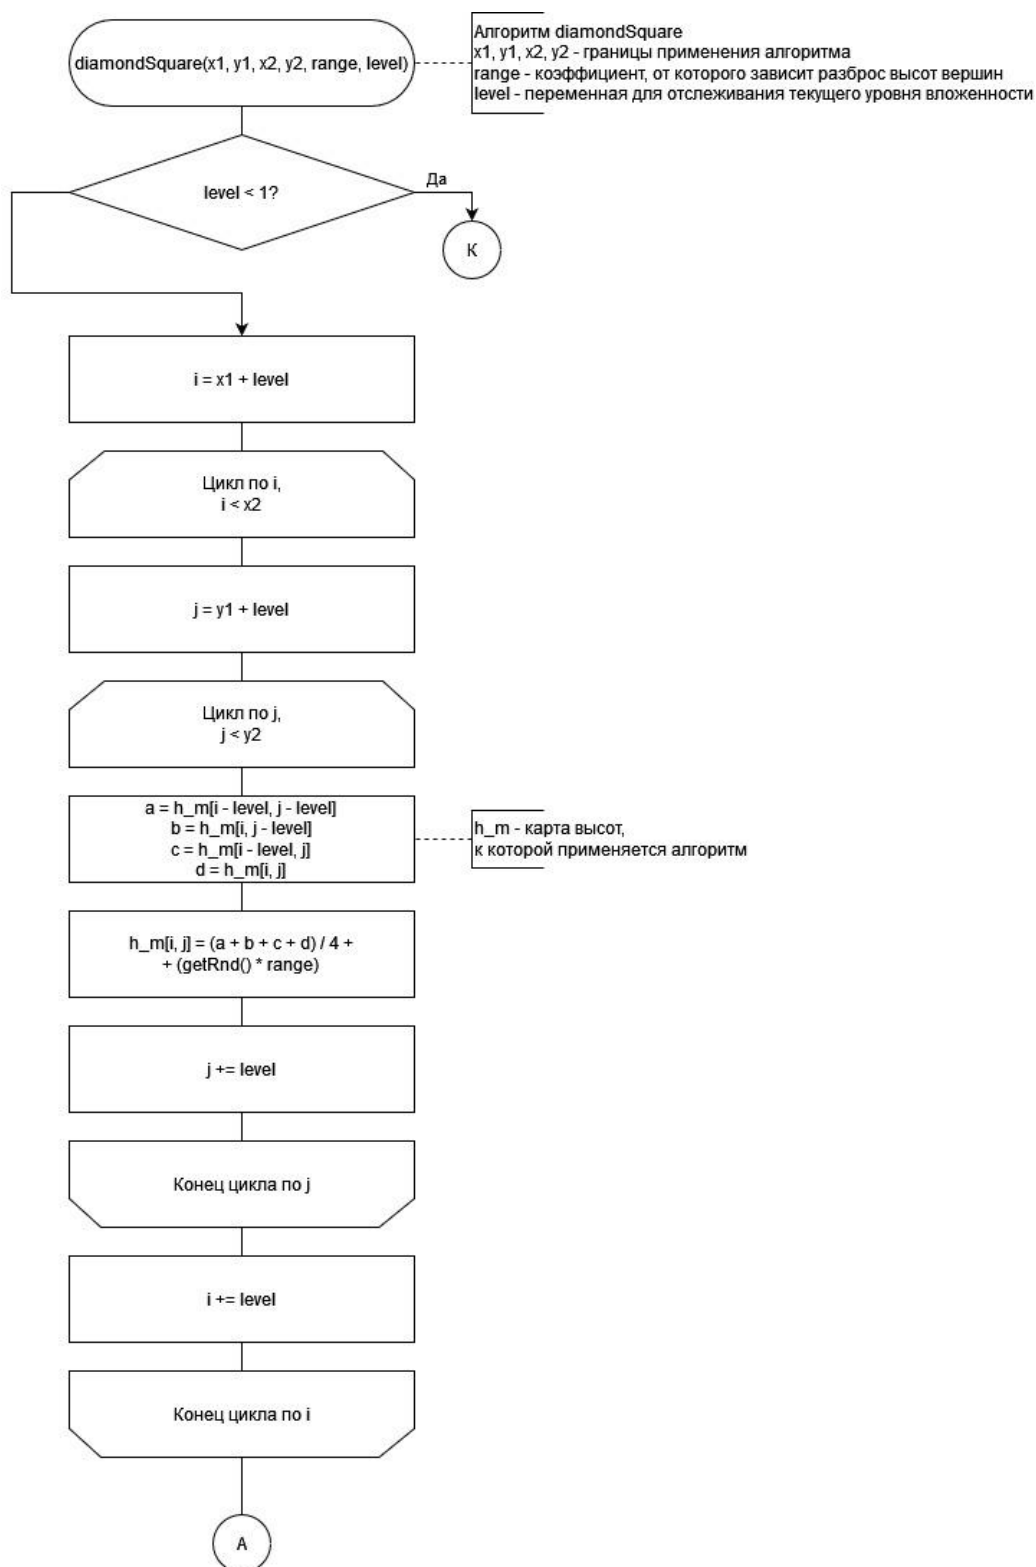 diamondSquare(x1, y1, x2, y2, range, level)
Алгоритм diamondSquare
x1, y1, x2, y2 - границы применения алгоритма
range - коэффициент, от которого зависит разброс высот вершин
level - переменная для отслеживания текущего уровня вложенности
level < 1?
Да
К
i = x1 + level
Цикл по i,
i < x2
j = y1 + level
Цикл по j,
j < y2
a = h_m[i - level, j - level]
b = h_m[i, j - level]
c = h_m[i - level, j]
d = h_m[i, j]
h_m - карта высот,
к которой применяется алгоритм
h_m[i, j] = (a + b + c + d) / 4 +
+ (getRnd() * range)
j += level
Конец цикла по j
i += level
Конец цикла по i
А